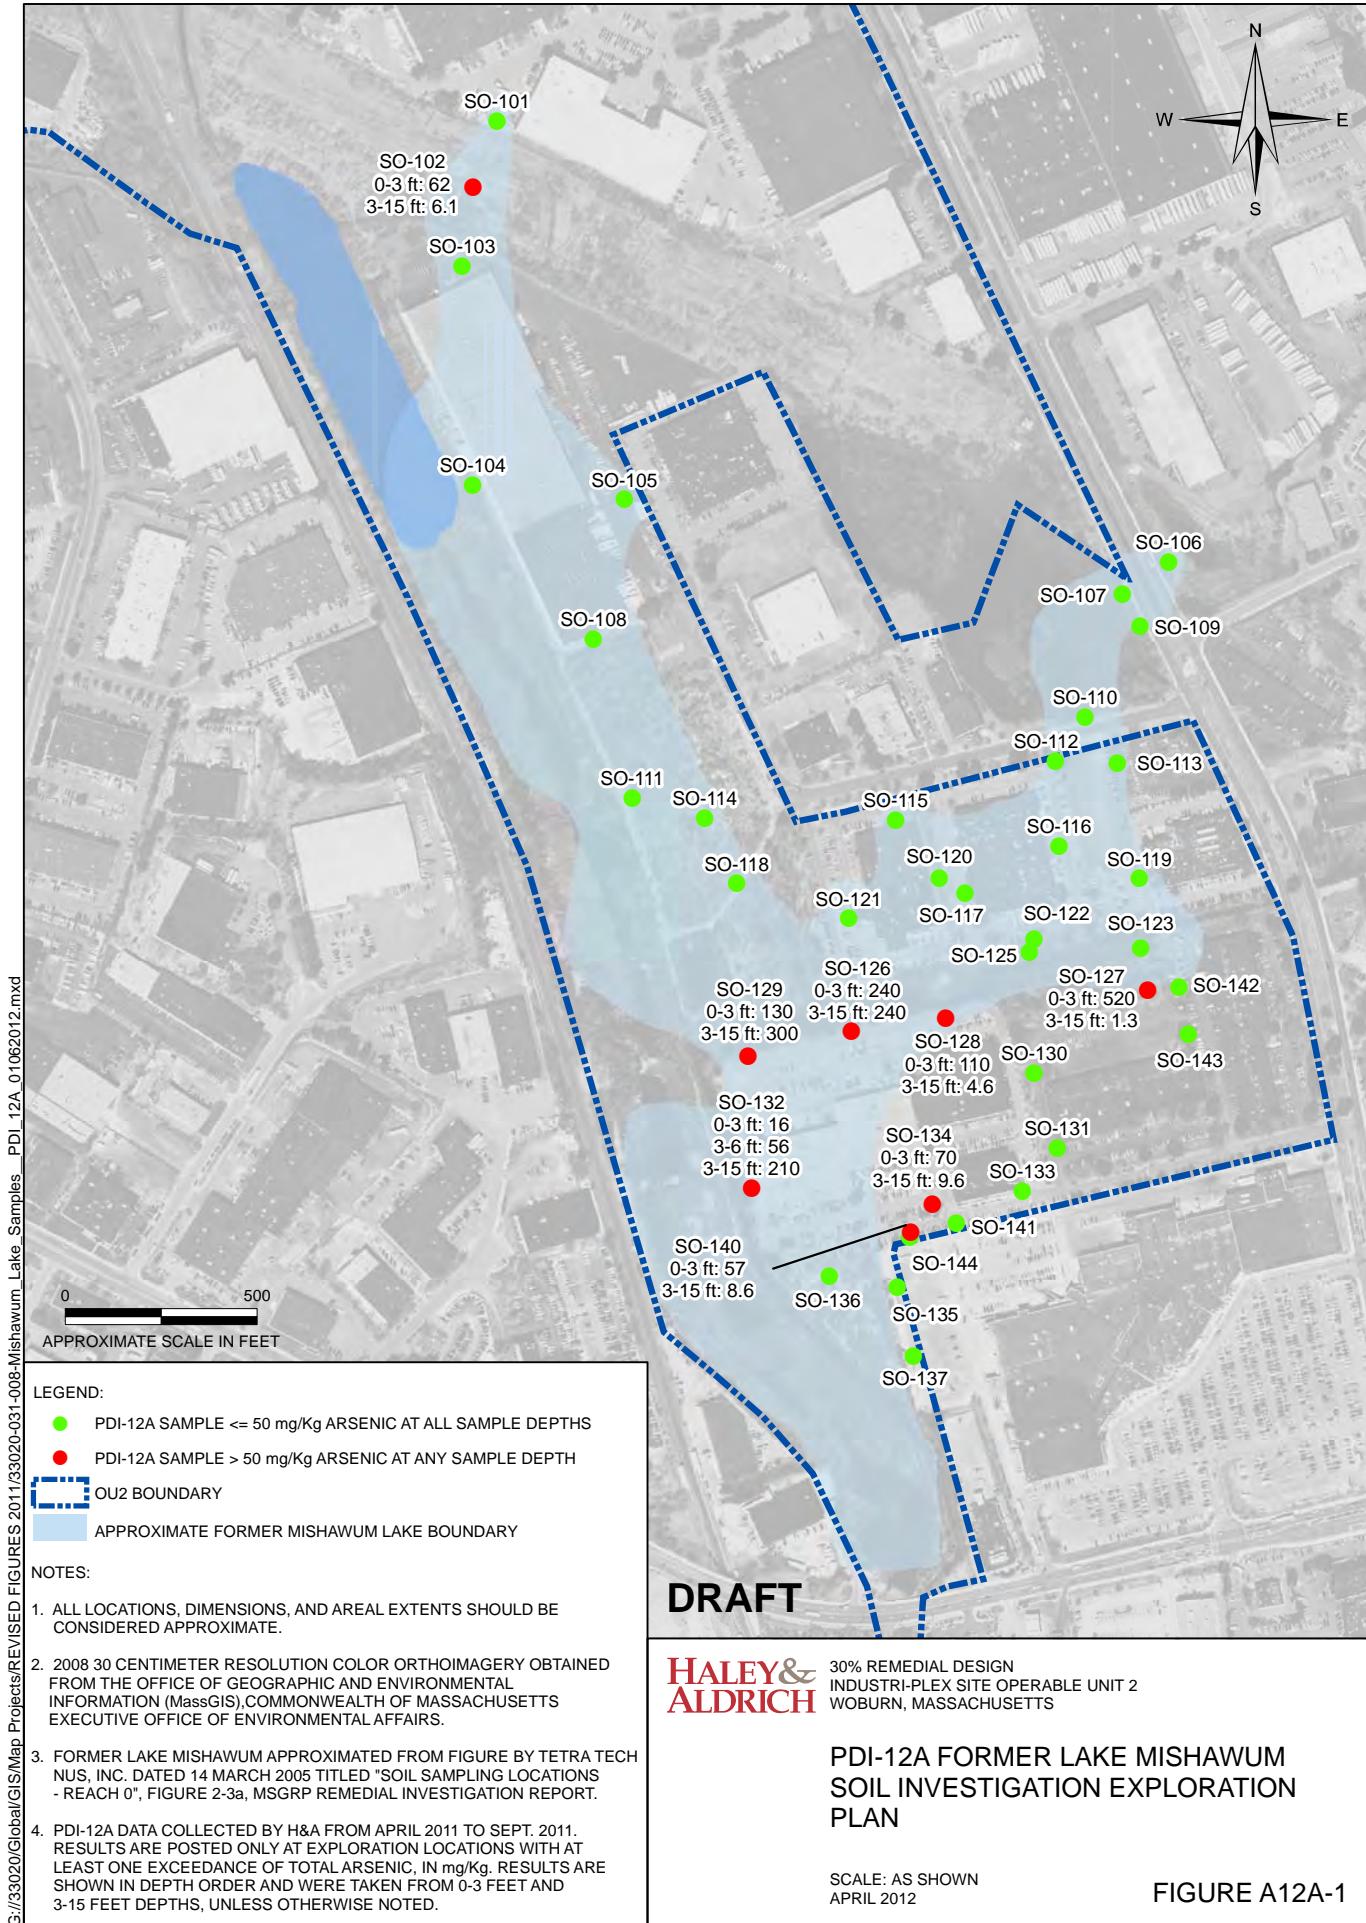 N
W
E
S
SO-101
SO-102
0-3 ft: 62
3-15 ft: 6.1
SO-103
SO-104
SO-105
SO-106
SO-107
SO-109
SO-108
SO-110
SO-112
SO-113
SO-111
SO-114
SO-115
SO-116
SO-118
SO-120
SO-119
SO-121
SO-117
SO-122
SO-123
SO-125
SO-126
0-3 ft: 240
3-15 ft: 240
SO-127
0-3 ft: 520
3-15 ft: 1.3
SO-142
SO-129
0-3 ft: 130
3-15 ft: 300
SO-128
0-3 ft: 110
3-15 ft: 4.6
SO-143
SO-130
SO-132
0-3 ft: 16
3-6 ft: 56
3-15 ft: 210
SO-131
SO-134
0-3 ft: 70
3-15 ft: 9.6
SO-133
SO-141
SO-140
0-3 ft: 57
3-15 ft: 8.6
SO-144
SO-136
SO-135
SO-137
0 500
APPROXIMATE SCALE IN FEET
LEGEND:
PDI-12A SAMPLE <= 50 mg/Kg ARSENIC AT ALL SAMPLE DEPTHS
PDI-12A SAMPLE > 50 mg/Kg ARSENIC AT ANY SAMPLE DEPTH
OU2 BOUNDARY
APPROXIMATE FORMER MISHAWUM LAKE BOUNDARY
NOTES:
1. ALL LOCATIONS, DIMENSIONS, AND AREAL EXTENTS SHOULD BE
CONSIDERED APPROXIMATE.
2. 2008 30 CENTIMETER RESOLUTION COLOR ORTHOIMAGERY OBTAINED
FROM THE OFFICE OF GEOGRAPHIC AND ENVIRONMENTAL
INFORMATION (MassGIS),COMMONWEALTH OF MASSACHUSETTS
EXECUTIVE OFFICE OF ENVIRONMENTAL AFFAIRS.
3. FORMER LAKE MISHAWUM APPROXIMATED FROM FIGURE BY TETRA TECH
NUS, INC. DATED 14 MARCH 2005 TITLED "SOIL SAMPLING LOCATIONS
- REACH 0", FIGURE 2-3a, MSGRP REMEDIAL INVESTIGATION REPORT.
4. PDI-12A DATA COLLECTED BY H&A FROM APRIL 2011 TO SEPT. 2011.
RESULTS ARE POSTED ONLY AT EXPLORATION LOCATIONS WITH AT
LEAST ONE EXCEEDANCE OF TOTAL ARSENIC, IN mg/Kg. RESULTS ARE
SHOWN IN DEPTH ORDER AND WERE TAKEN FROM 0-3 FEET AND
3-15 FEET DEPTHS, UNLESS OTHERWISE NOTED.
DRAFT
HALEY&
ALDRICH
30% REMEDIAL DESIGN
INDUSTRI-PLEX SITE OPERABLE UNIT 2
WOBURN, MASSACHUSETTS
PDI-12A FORMER LAKE MISHAWUM
SOIL INVESTIGATION EXPLORATION
PLAN
SCALE: AS SHOWN
APRIL 2012
FIGURE A12A-1
G://33020/Global/GIS/Map Projects/REVISED FIGURES 2011/33020-031-008-Mishawum_Lake_Samples__PDI_12A_01062012.mxd